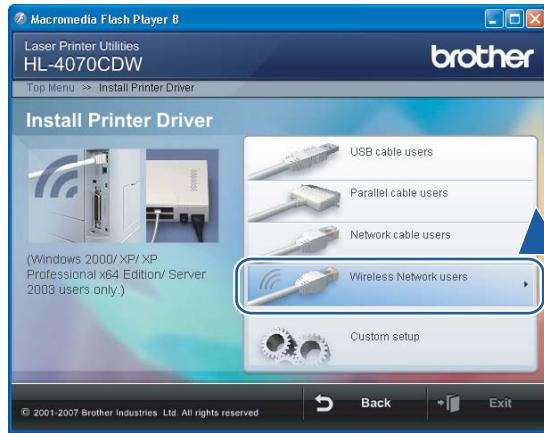 Macromedia Flash Player 8
Laser Printer Utilities
HL-4070CDW
brother
Top Menu >> Install Printer Driver
Install Printer Driver
USB cable users
Parallel cable users
Network cable users
(Windows 2000/ XP/ XP
Professional x64 Edition/ Server
2003 users only.)
Wireless Network users
Custom setup
© 2001-2007 Brother Industries Ltd. All rights reserved
Back
Exit